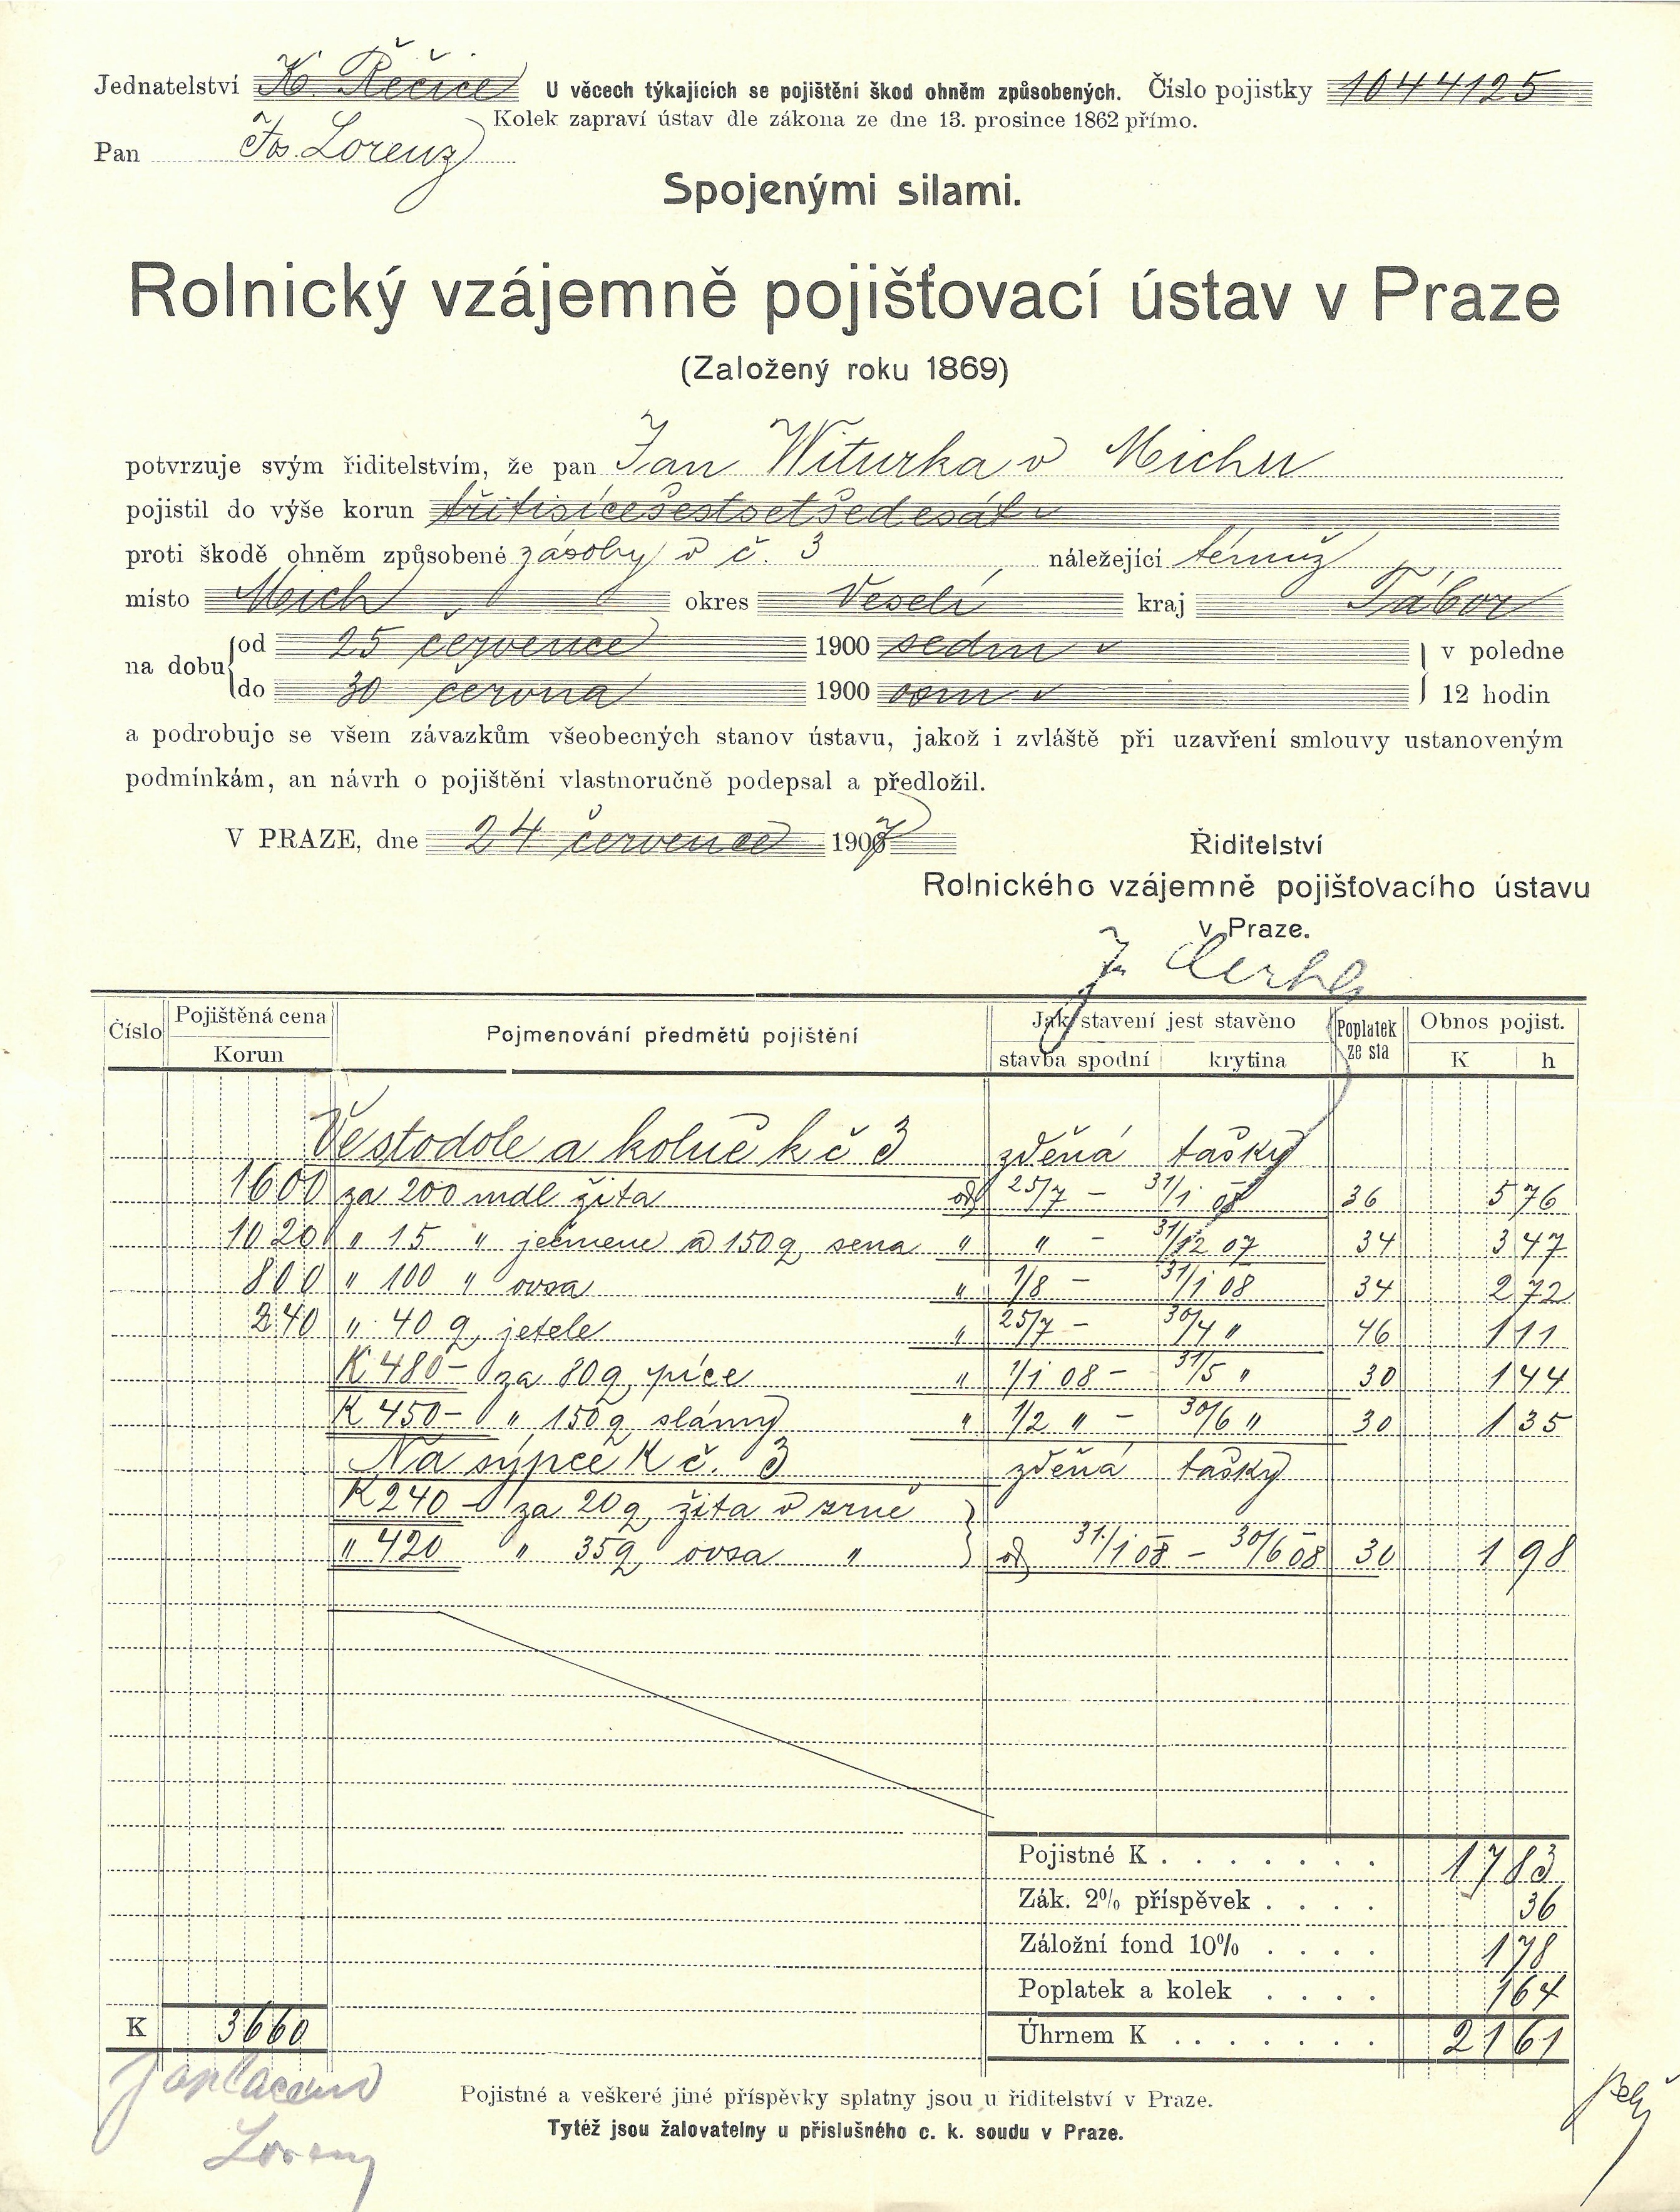 Jednatelství K. Řečice U věcech týkajících se pojištění škod ohněm způsobených. Číslo pojistky 1044125
Kolek zapraví ústav dle zákona ze dne 13. prosince 1862 přímo.
Pan Jos. Lorenz
Spojenými silami.
Rolnický vzájemně pojišťovací ústav v Praze
(Založený roku 1869)
potvrzuje svým řiditelstvím, že pan Jan Witurka v Michu
pojistil do výše korun třitisícešestsetšedesát
proti škodě ohněm způsobené zásoby v č. 3 náležející témuž
místo Mich okres Veselí kraj Tábor
na dobu od 25 července 1900 sedm v poledne
do 30 června 1900 osm 12 hodin
a podrobuje se všem závazkům všeobecných stanov ústavu, jakož i zvláště při uzavření smlouvy ustanoveným
podmínkám, an návrh o pojištění vlastnoručně podepsal a předložil.
V PRAZE, dne 24 července 1907
Řiditelství
Rolnického vzájemně pojišťovacího ústavu
v Praze.
Číslo Pojištěná cena Korun Pojmenování předmětů pojištění Jak stavení jest stavěno stavba spodní krytina Poplatek ze sta Obnos pojist. K h
Ve stodole a kolně k č 3 zděná tašky
1600 za 200 mdl žita od 25/7 – 31/1 08 36 5 76
1020 " 15 " ječmene a 150 q sena " " – 31/12 07 34 3 47
800 " 100 " ovsa " 1/8 – 31/1 08 34 2 72
240 " 40 q jetele " 25/7 – 30/4 " 46 1 11
K 480 – za 80 q píce " 1/1 08 – 31/5 " 30 1 44
K 450 – " 150 q slámy " 1/2 " – 30/6 " 30 1 35
Na sýpce k č. 3 zděná tašky
K 240 – za 20 q žita v zrně
" 420 " 35 q ovsa " od 31/1 08 – 30/6 08 30 1 98
Pojistné K . . . . . . . 17 83
Zák. 2% příspěvek . . . . 36
Záložní fond 10% . . . . 1 78
Poplatek a kolek . . . . 1 64
K 3660 Úhrnem K . . . . . . . 21 61
Zaplaceno
Lorenz
Pojistné a veškeré jiné příspěvky splatny jsou u řiditelství v Praze.
Tytéž jsou žalovatelny u příslušného c. k. soudu v Praze.